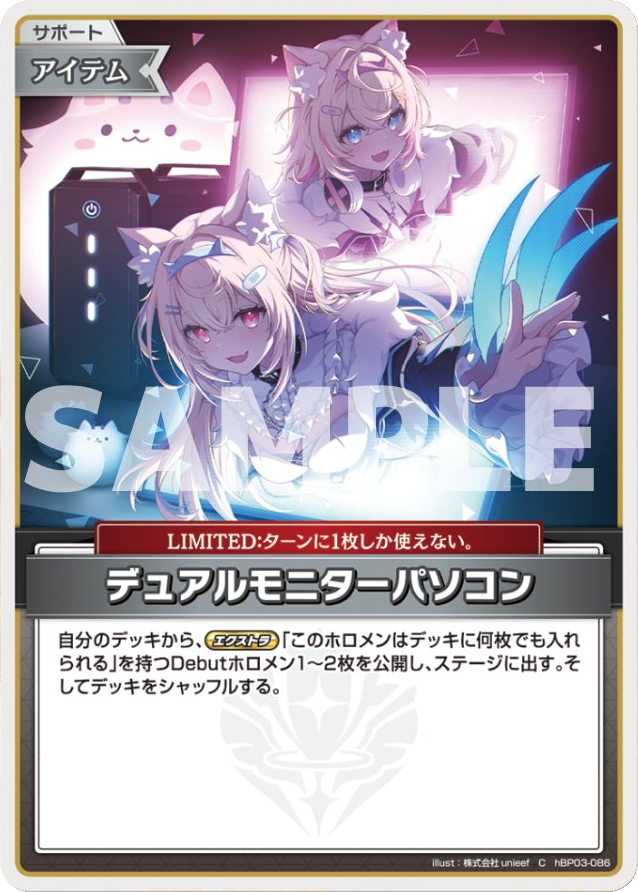 サポート
アイテム
SAMPLE
LIMITED:ターンに1枚しか使えない。
デュアルモニターパソコン
自分のデッキから、エクストラ「このホロメンはデッキに何枚でも入れ
られる」を持つDebutホロメン1～2枚を公開し、ステージに出す。そ
してデッキをシャッフルする。
illust：株式会社unieef C hBP03-086